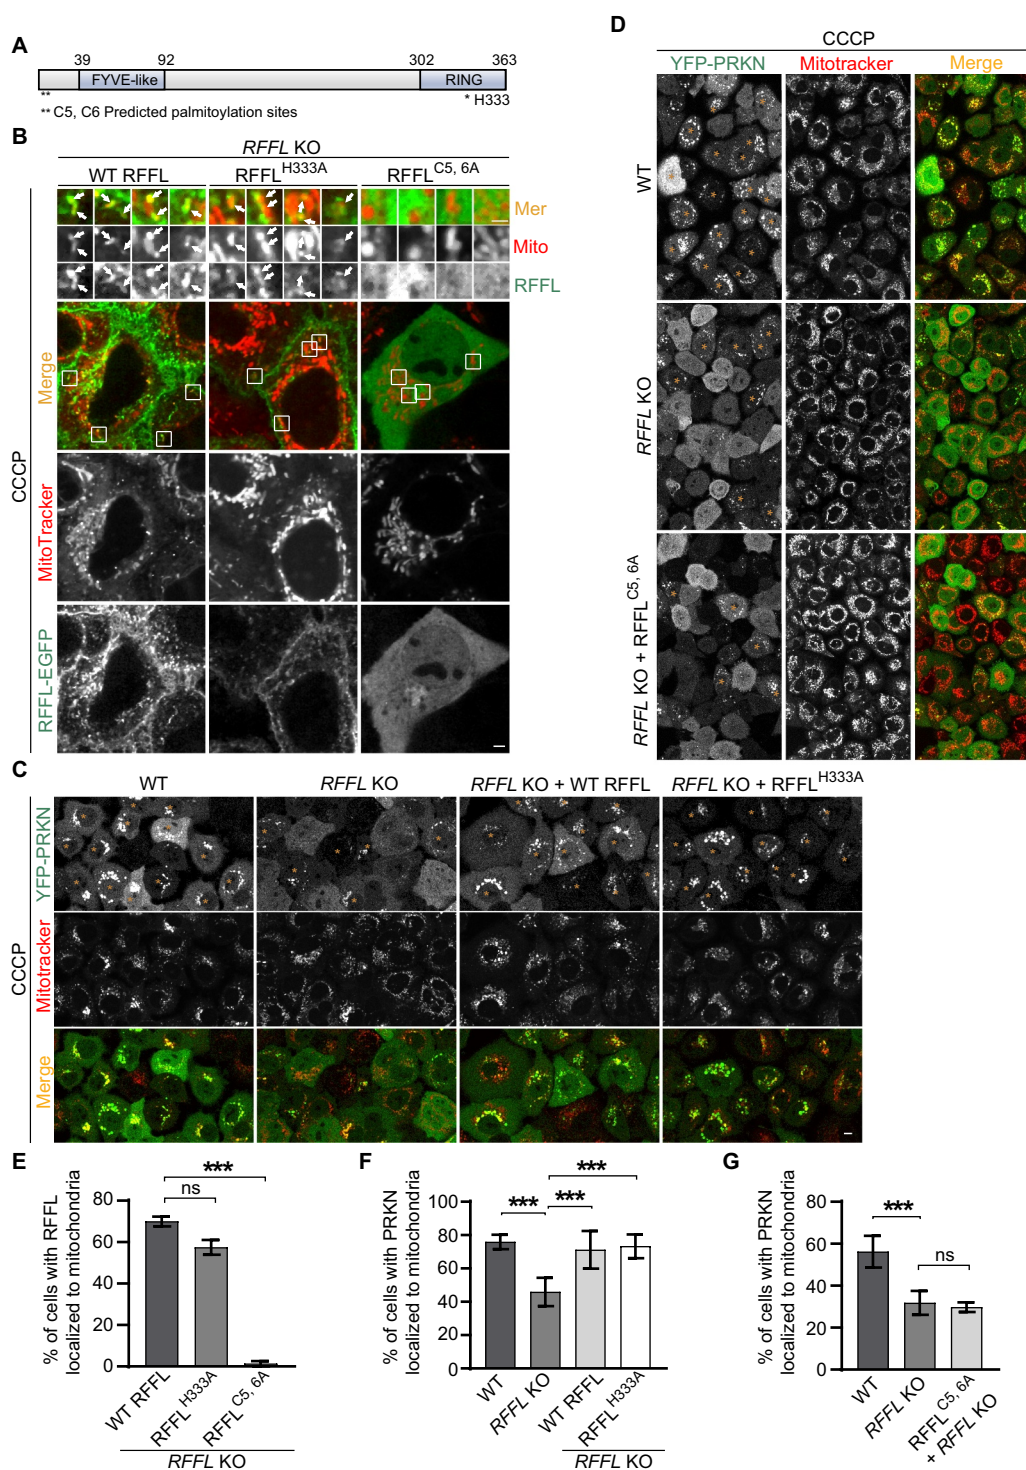 A
39 92 302 363
FYVE-like RING
**
* H333
** C5, C6 Predicted palmitoylation sites
B
RFFL KO
WT RFFL RFFL^H333A RFFL^C5, 6A
Mer
Mito
RFFL
CCCP
Merge
MitoTracker
RFFL-EGFP
C
WT RFFL KO RFFL KO + WT RFFL RFFL KO + RFFL^H333A
CCCP
YFP-PRKN
Mitotracker
Merge
D
CCCP
YFP-PRKN Mitotracker Merge
WT
RFFL KO
RFFL KO + RFFL^C5, 6A
E
% of cells with RFFL
localized to mitochondria
80
60
40
20
0
***
ns
WT RFFL
RFFL^H333A
RFFL^C5, 6A
RFFL KO
F
% of cells with PRKN
localized to mitochondria
100
80
60
40
20
0
***
*** ***
WT
RFFL KO
WT RFFL
RFFL^H333A
RFFL KO
G
% of cells with PRKN
localized to mitochondria
80
60
40
20
0
***
ns
WT
RFFL KO
RFFL^C5, 6A
+ RFFL KO